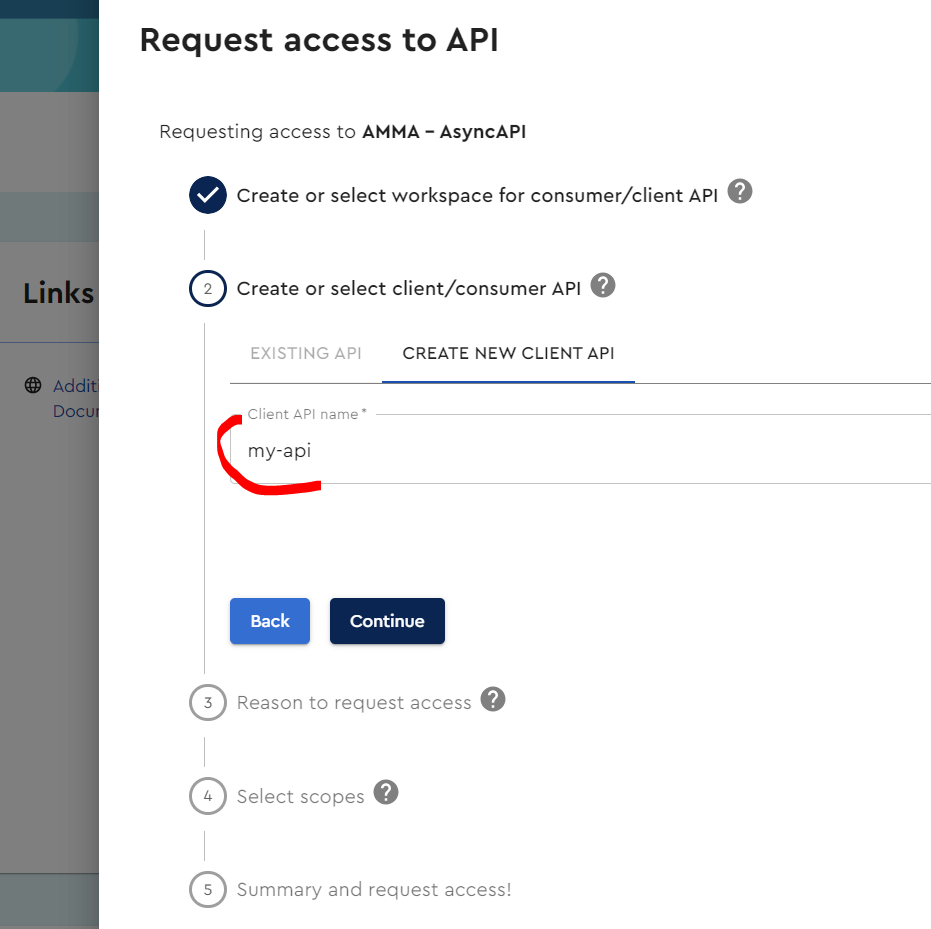 Request access to API
Requesting access to AMMA - AsyncAPI
Create or select workspace for consumer/client API ?
2 Create or select client/consumer API ?
Links
EXISTING API CREATE NEW CLIENT API
Client API name *
my-api
Back Continue
3 Reason to request access ?
4 Select scopes ?
5 Summary and request access!